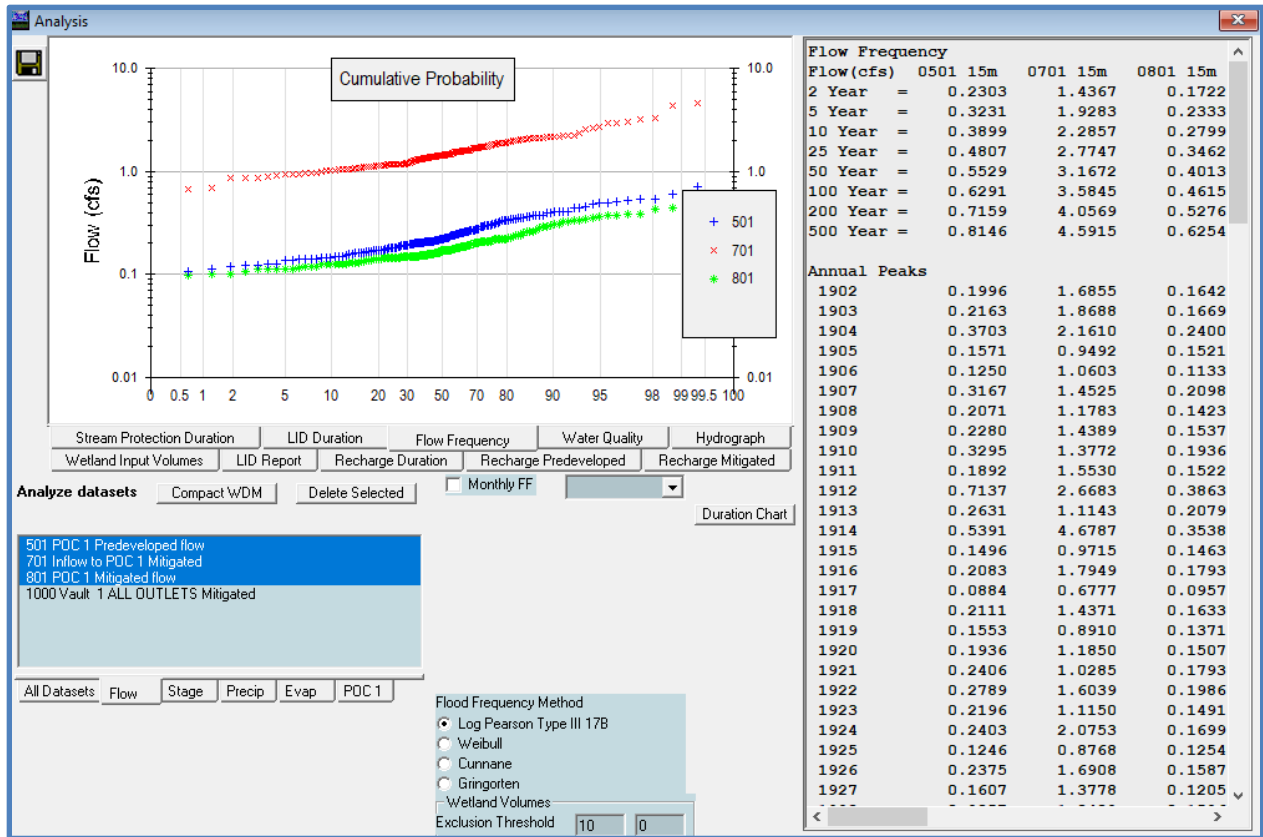 Analysis
Cumulative Probability
10.0
1.0
0.1
0.01
Flow (cfs)
10.0
1.0
0.01
501
701
801
0 0.5 1 2 5 10 20 30 50 70 80 90 95 98 99 99.5 100
Stream Protection Duration LID Duration Flow Frequency Water Quality Hydrograph
Wetland Input Volumes LID Report Recharge Duration Recharge Predeveloped Recharge Mitigated
Analyze datasets Compact WDM Delete Selected Monthly FF
Duration Chart
501 POC 1 Predeveloped flow
701 Inflow to POC 1 Mitigated
801 POC 1 Mitigated flow
1000 Vault 1 ALL OUTLETS Mitigated
All Datasets Flow Stage Precip Evap POC 1
Flood Frequency Method
Log Pearson Type III 17B
Weibull
Cunnane
Gringorten
Wetland Volumes
Exclusion Threshold 10 0
Flow Frequency
Flow(cfs) 0501 15m 0701 15m 0801 15m
2 Year = 0.2303 1.4367 0.1722
5 Year = 0.3231 1.9283 0.2333
10 Year = 0.3899 2.2857 0.2799
25 Year = 0.4807 2.7747 0.3462
50 Year = 0.5529 3.1672 0.4013
100 Year = 0.6291 3.5845 0.4615
200 Year = 0.7159 4.0569 0.5276
500 Year = 0.8146 4.5915 0.6254
Annual Peaks
1902 0.1996 1.6855 0.1642
1903 0.2163 1.8688 0.1669
1904 0.3703 2.1610 0.2400
1905 0.1571 0.9492 0.1521
1906 0.1250 1.0603 0.1133
1907 0.3167 1.4525 0.2098
1908 0.2071 1.1783 0.1423
1909 0.2280 1.4389 0.1537
1910 0.3295 1.3772 0.1936
1911 0.1892 1.5530 0.1522
1912 0.7137 2.6683 0.3863
1913 0.2631 1.1143 0.2079
1914 0.5391 4.6787 0.3538
1915 0.1496 0.9715 0.1463
1916 0.2083 1.7949 0.1793
1917 0.0884 0.6777 0.0957
1918 0.2111 1.4371 0.1633
1919 0.1553 0.8910 0.1371
1920 0.1936 1.1850 0.1507
1921 0.2406 1.0285 0.1793
1922 0.2789 1.6039 0.1986
1923 0.2196 1.1150 0.1491
1924 0.2403 2.0753 0.1699
1925 0.1246 0.8768 0.1254
1926 0.2375 1.6908 0.1587
1927 0.1607 1.3778 0.1205